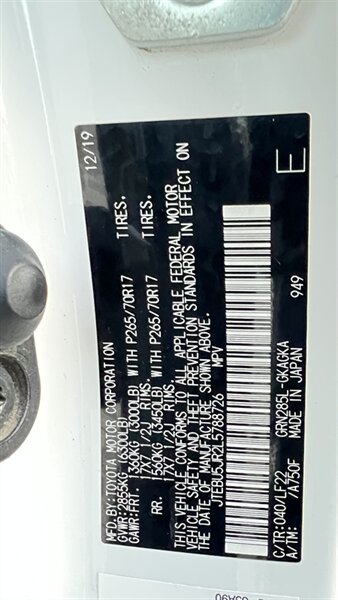 MFD.BY:TOYOTA MOTOR CORPORATION 12/19
GVWR:2855KG (6300LB)
GAWR:FRT. 1360KG (3000LB) WITH P265/70R17 TIRES.
17X7 1/2J RIMS.
RR. 1560KG (3450LB) WITH P265/70R17 TIRES.
17X7 1/2J RIMS.
THIS VEHICLE CONFORMS TO ALL APPLICABLE FEDERAL MOTOR
VEHICLE SAFETY AND THEFT PREVENTION STANDARDS IN EFFECT ON
THE DATE OF MANUFACTURE SHOWN ABOVE.
JTEBU5JR2L5788726 MPV
C/TR:040/LF22 GRN285L-GKAGKA
A/TM: /A750F MADE IN JAPAN 949
E